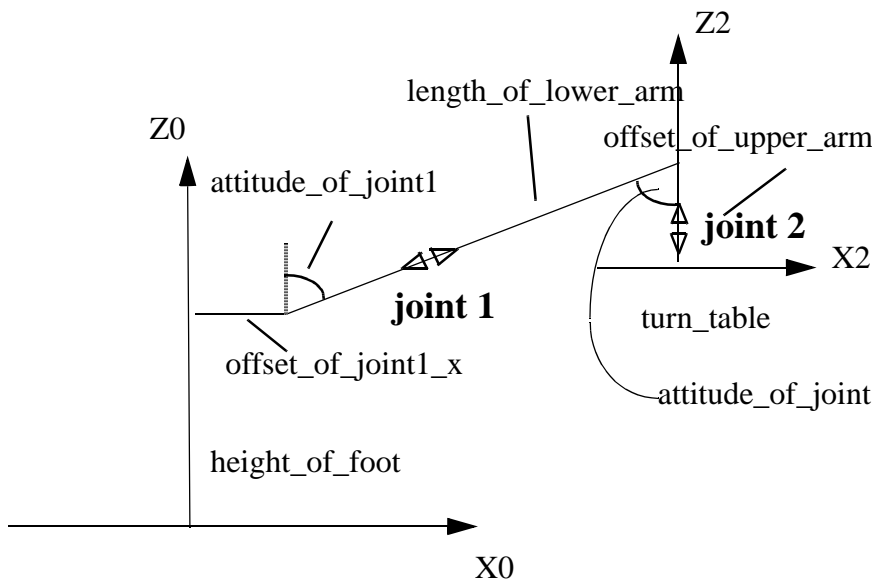 Z2
length_of_lower_arm
Z0
offset_of_upper_arm
attitude_of_joint1
joint 2
X2
joint 1
turn_table
offset_of_joint1_x
attitude_of_joint
height_of_foot
X0